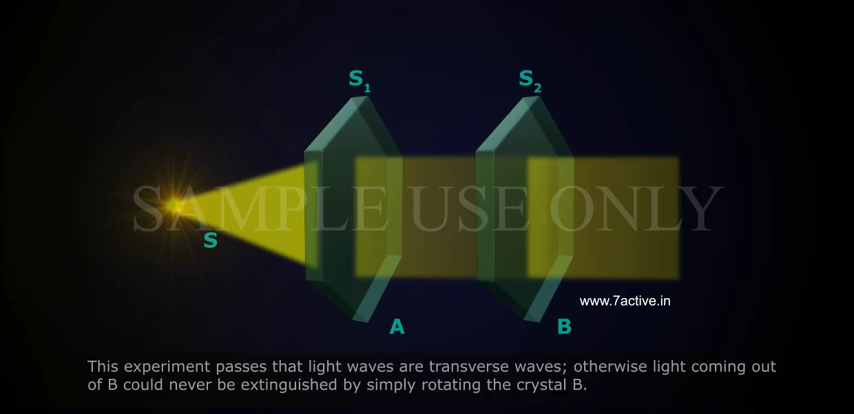 S₁
S₂
SAMPLE USE ONLY
S
www.7active.in
A
B
This experiment passes that light waves are transverse waves; otherwise light coming out
of B could never be extinguished by simply rotating the crystal B.